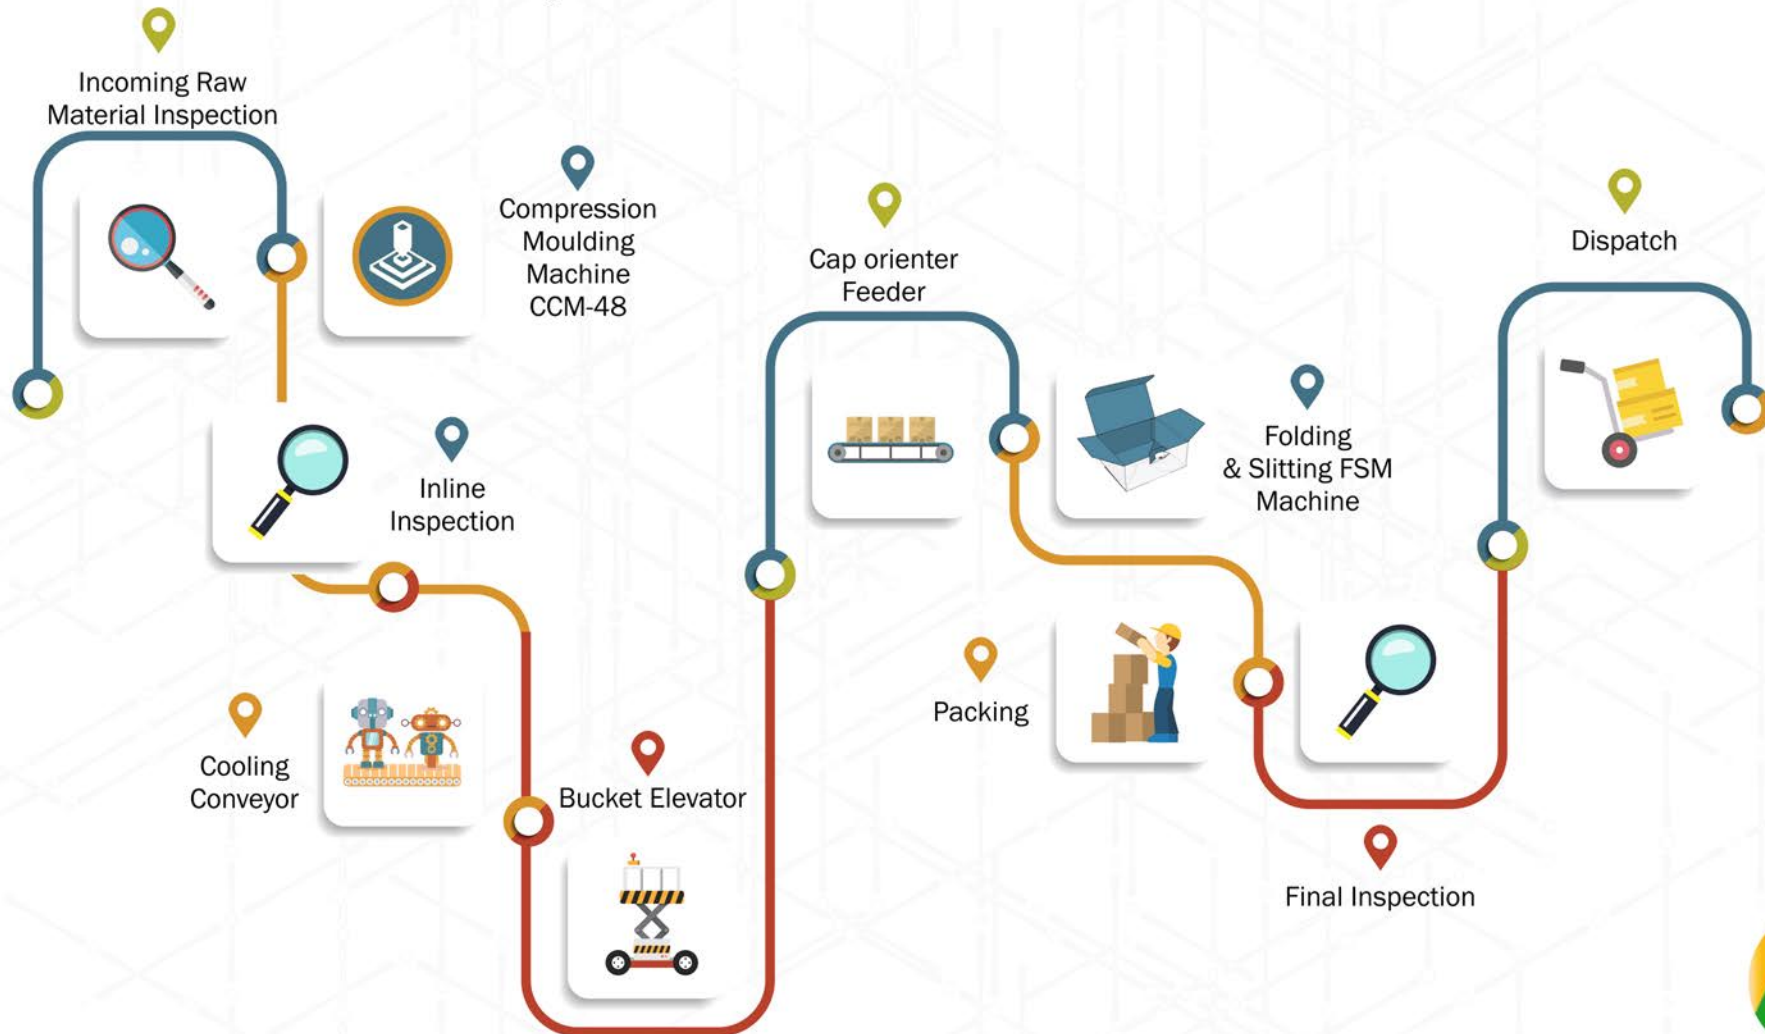 Incoming Raw
Material Inspection
Compression
Moulding
Machine
CCM-48
Inline
Inspection
Cooling
Conveyor
Bucket Elevator
Cap orienter
Feeder
Folding
& Slitting FSM
Machine
Packing
Final Inspection
Dispatch